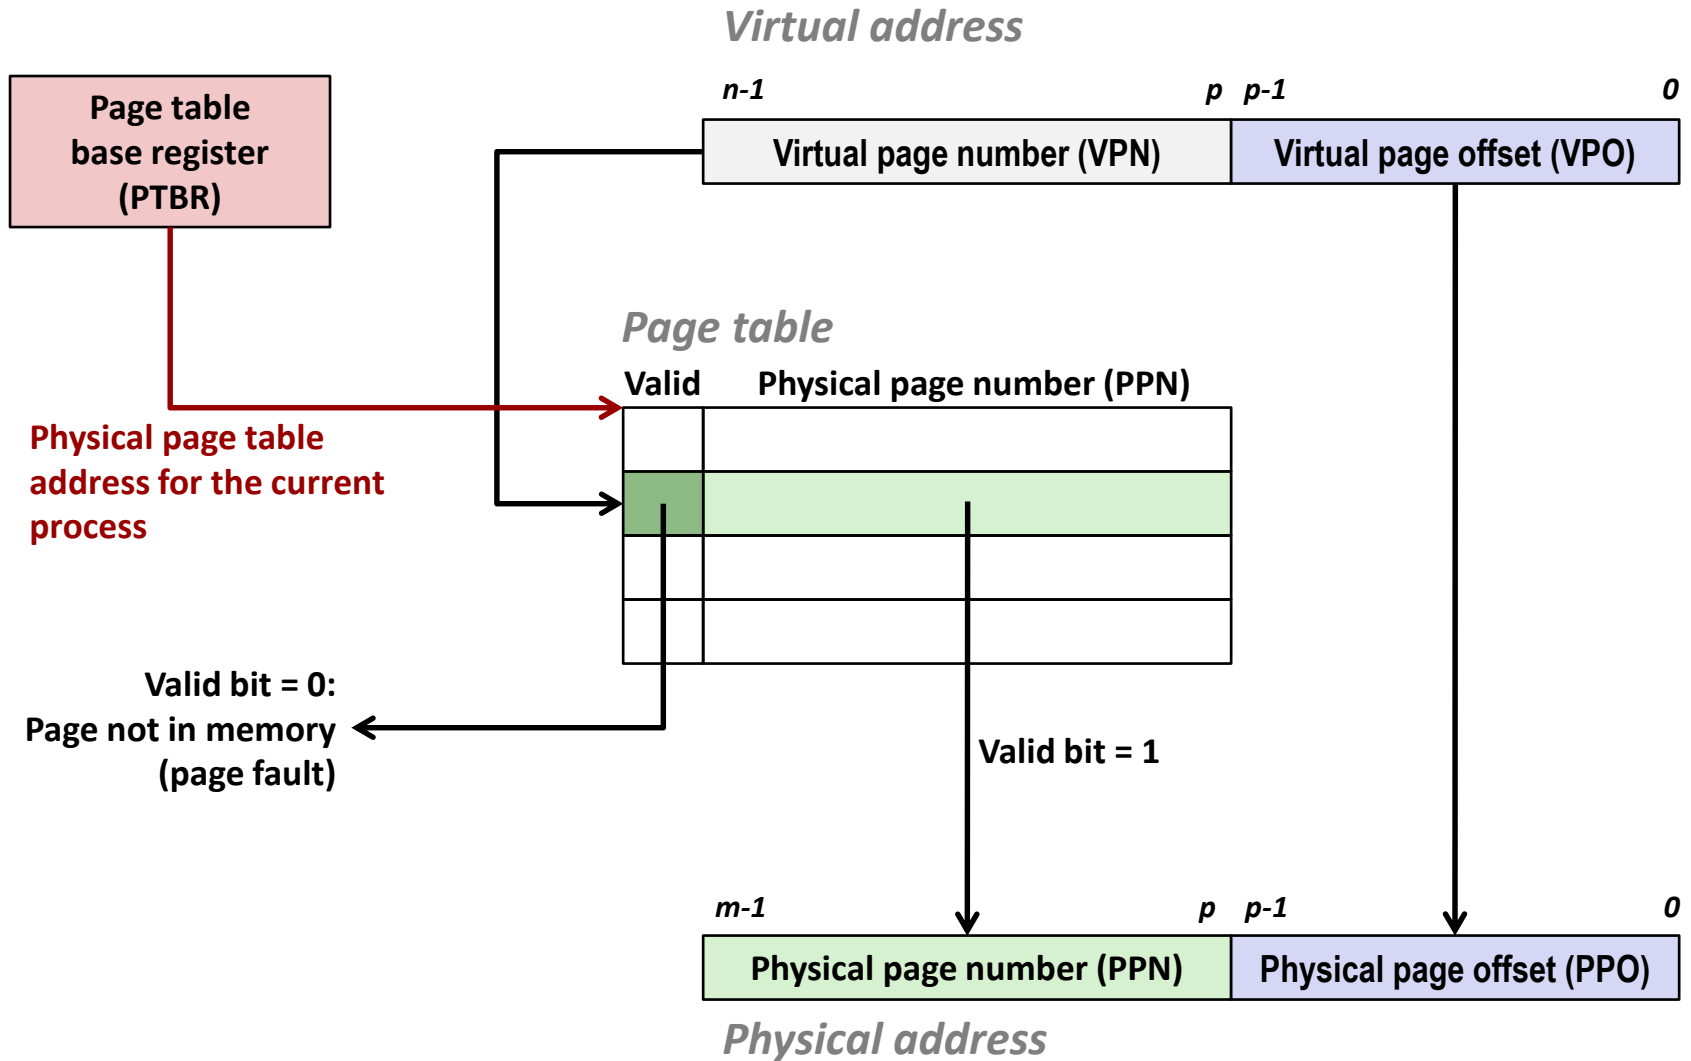 Virtual address
n-1
p
p-1
0
Page table
base register
(PTBR)
Virtual page number (VPN)
Virtual page offset (VPO)
Page table
Valid
Physical page number (PPN)
Physical page table
address for the current
process
Valid bit = 0:
Page not in memory
(page fault)
Valid bit = 1
m-1
p
p-1
0
Physical page number (PPN)
Physical page offset (PPO)
Physical address